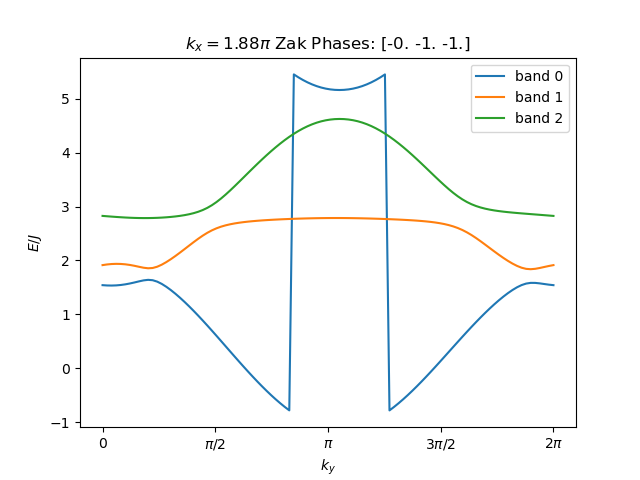 $k_x = 1.88\pi$ Zak Phases: [-0. -1. -1.]
band 0
band 1
band 2
E/J
5
4
3
2
1
0
−1
0
π/2
π
3π/2
2π
$k_y$